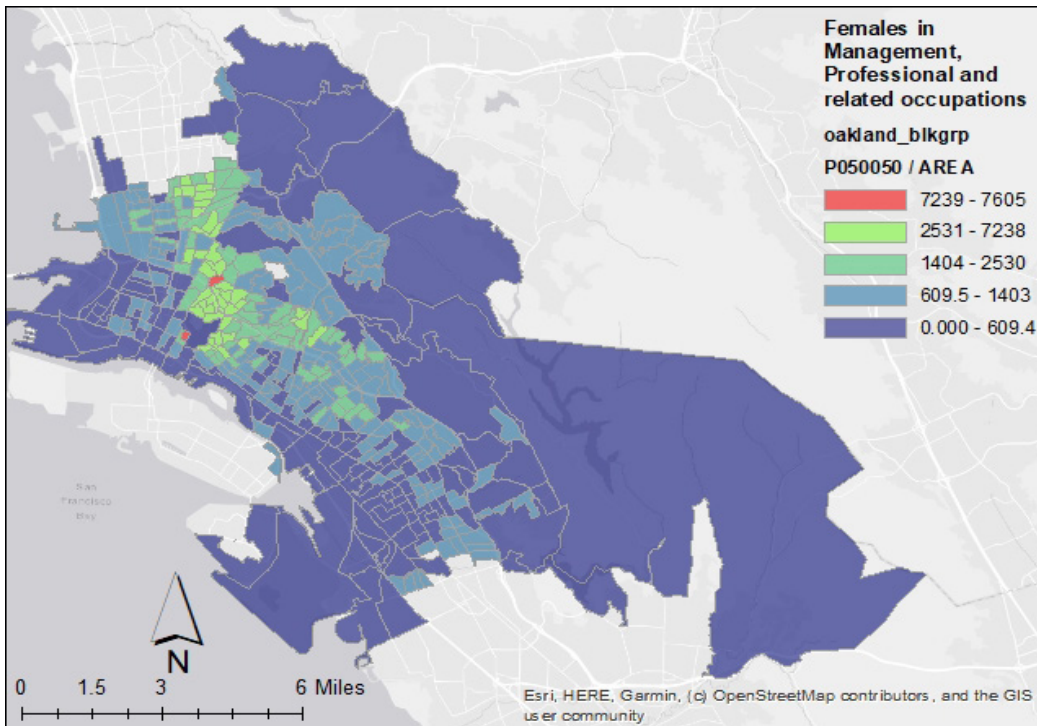 Females in
Management,
Professional and
related occupations
oakland_blkgrp
P050050 / AREA
7239 - 7605
2531 - 7238
1404 - 2530
609.5 - 1403
0.000 - 609.4
San
Francisco
Bay
N
0 1.5 3 6 Miles
Esri, HERE, Garmin, (c) OpenStreetMap contributors, and the GIS
user community